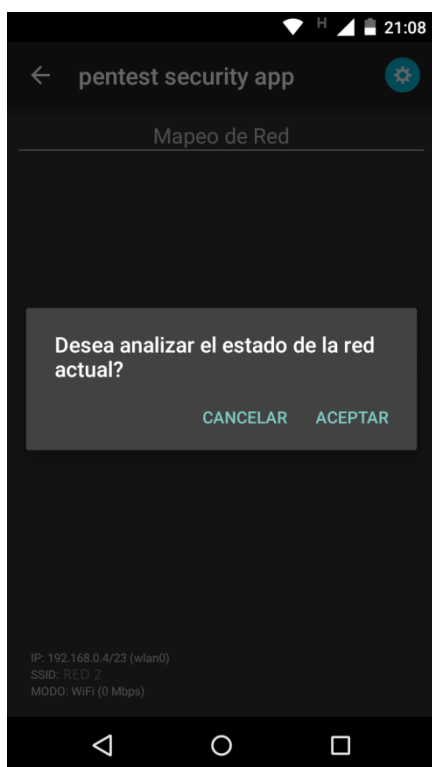 H 21:08
pentest security app
Mapeo de Red
Desea analizar el estado de la red
actual?
CANCELAR ACEPTAR
IP: 192.168.0.4/23 (wlan0)
SSID: RED 2
MODO: WiFi (0 Mbps)